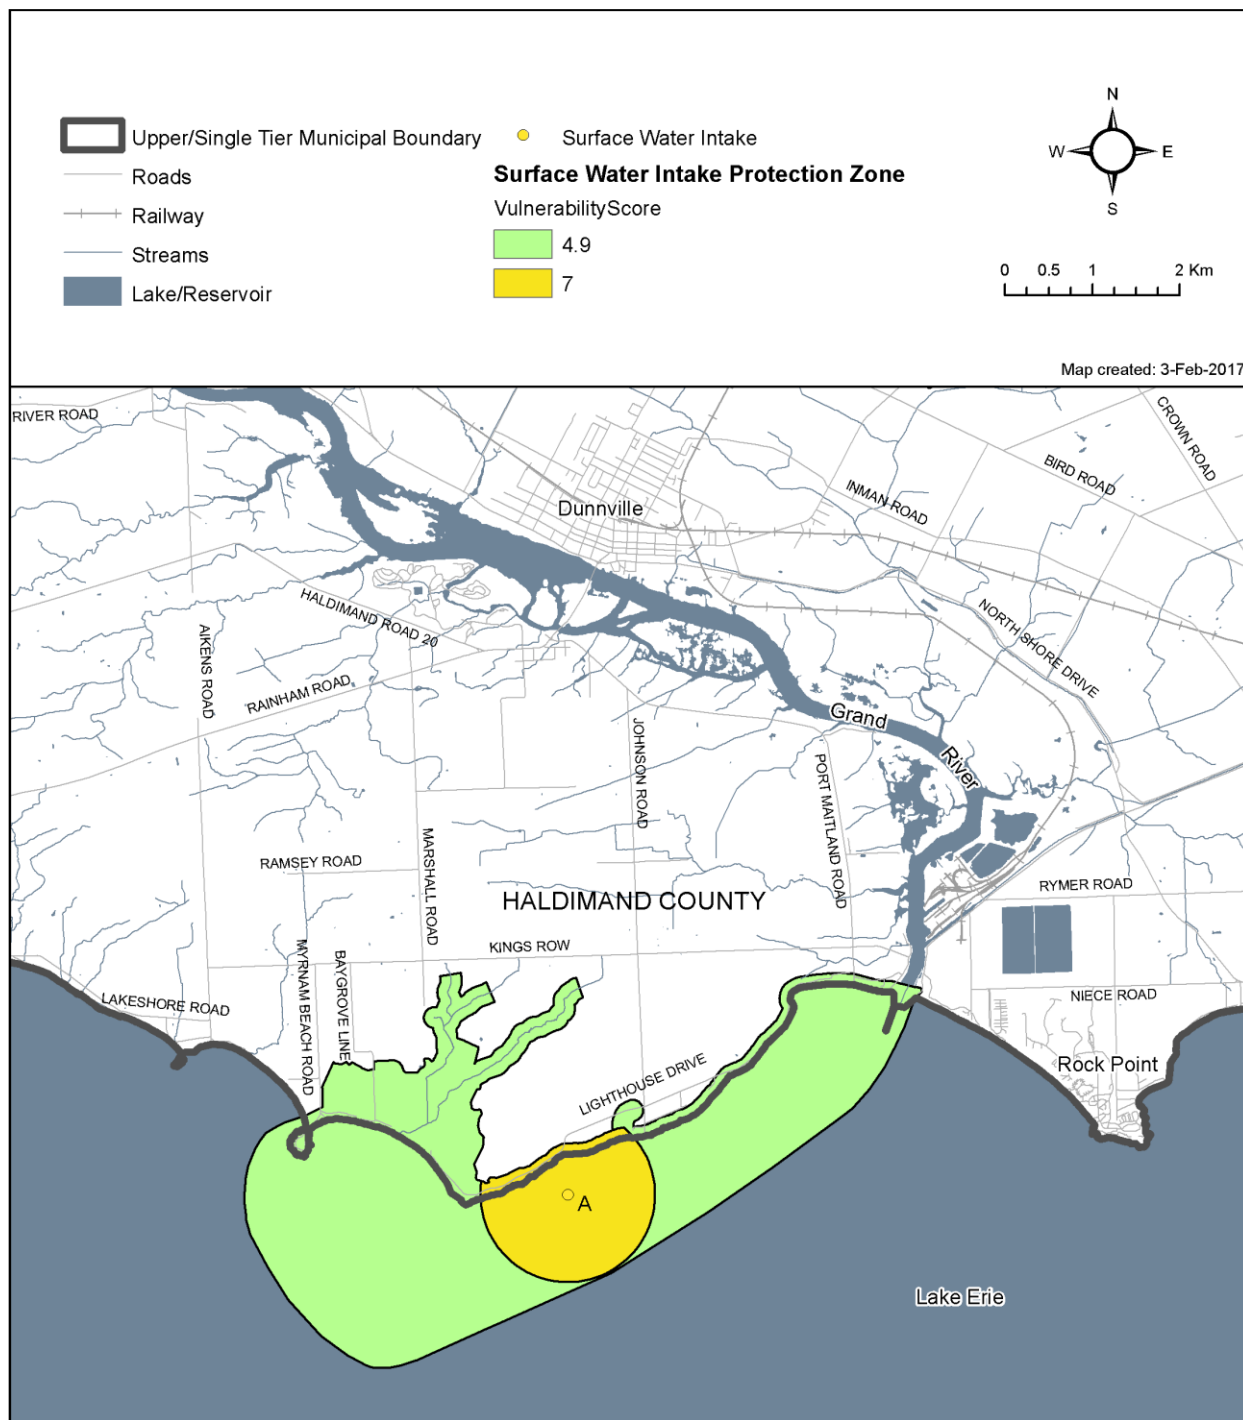 N
W
E
S
Upper/Single Tier Municipal Boundary
Roads
Railway
Streams
Lake/Reservoir
Surface Water Intake
Surface Water Intake Protection Zone
VulnerabilityScore
4.9
7
0 0.5 1 2 Km
Map created: 3-Feb-2017
RIVER ROAD
CROWN ROAD
BIRD ROAD
INMAN ROAD
Dunnville
HALDIMAND ROAD 20
NORTH SHORE DRIVE
AIKENS ROAD
RAINHAM ROAD
Grand
River
JOHNSON ROAD
PORT MAITLAND ROAD
MARSHALL ROAD
RAMSEY ROAD
RYMER ROAD
HALDIMAND COUNTY
KINGS ROW
MYRNAM BEACH ROAD
BAYGROVE LINE
LAKESHORE ROAD
NIECE ROAD
Rock Point
LIGHTHOUSE DRIVE
A
Lake Erie